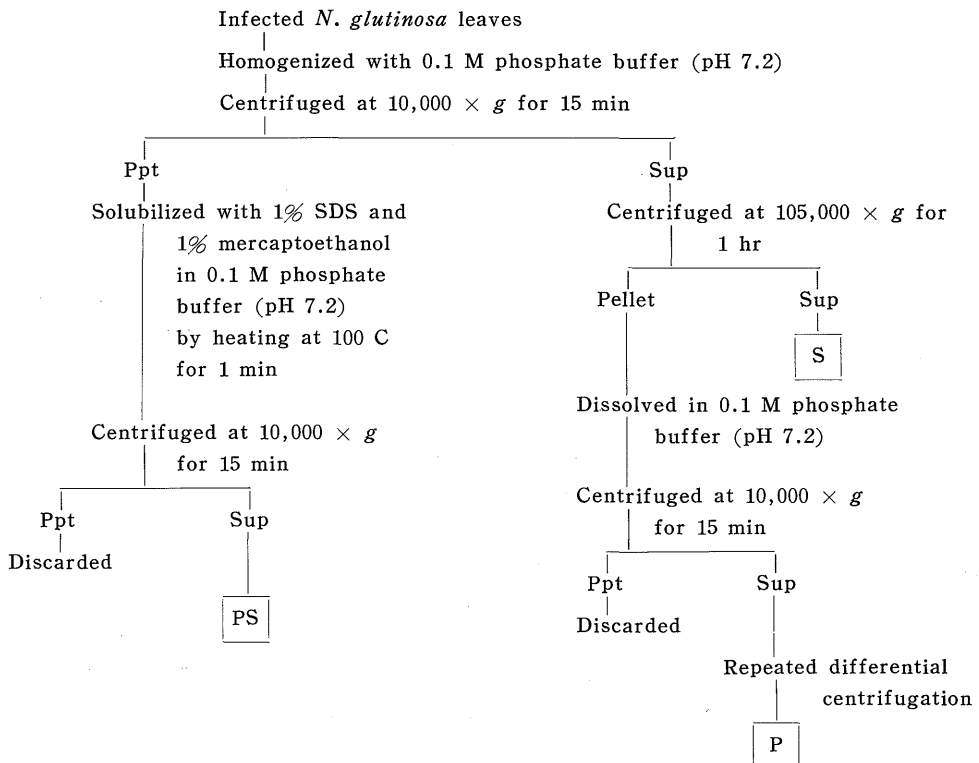 Infected N. glutinosa leaves
Homogenized with 0.1 M phosphate buffer (pH 7.2)
Centrifuged at 10,000 × g for 15 min
Ppt
Solubilized with 1% SDS and
1% mercaptoethanol
in 0.1 M phosphate
buffer (pH 7.2)
by heating at 100 C
for 1 min
Centrifuged at 10,000 × g
for 15 min
Ppt
Discarded
Sup
PS
Sup
Centrifuged at 105,000 × g for
1 hr
Pellet
Sup
S
Dissolved in 0.1 M phosphate
buffer (pH 7.2)
Centrifuged at 10,000 × g
for 15 min
Ppt
Discarded
Sup
Repeated differential
centrifugation
P